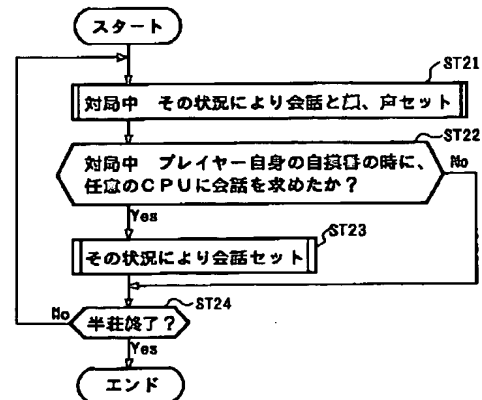 スタート
ST21
対局中 その状況により会話と顔、声セット
ST22
対局中 プレイヤー自身の自摸番の時に、
任意のCPUに会話を求めたか?
No
Yes
ST23
その状況により会話セット
ST24
No
半荘終了?
Yes
エンド